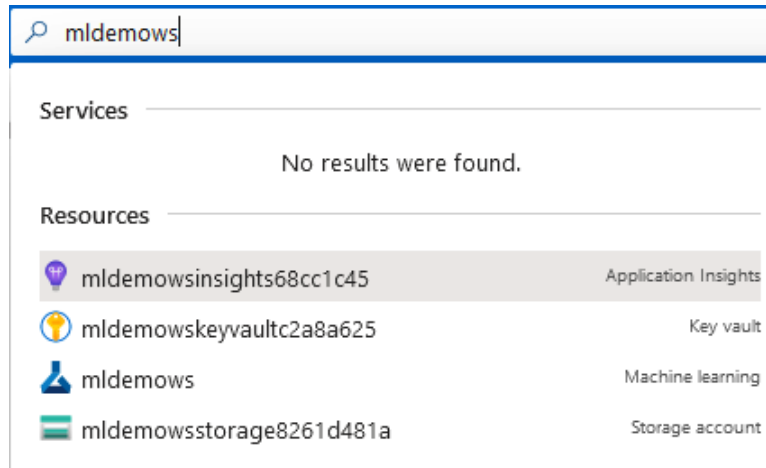 mldemows
Services
No results were found.
Resources
mldemowsinsights68cc1c45 Application Insights
mldemowskeyvaultc2a8a625 Key vault
mldemows Machine learning
mldemowsstorage8261d481a Storage account